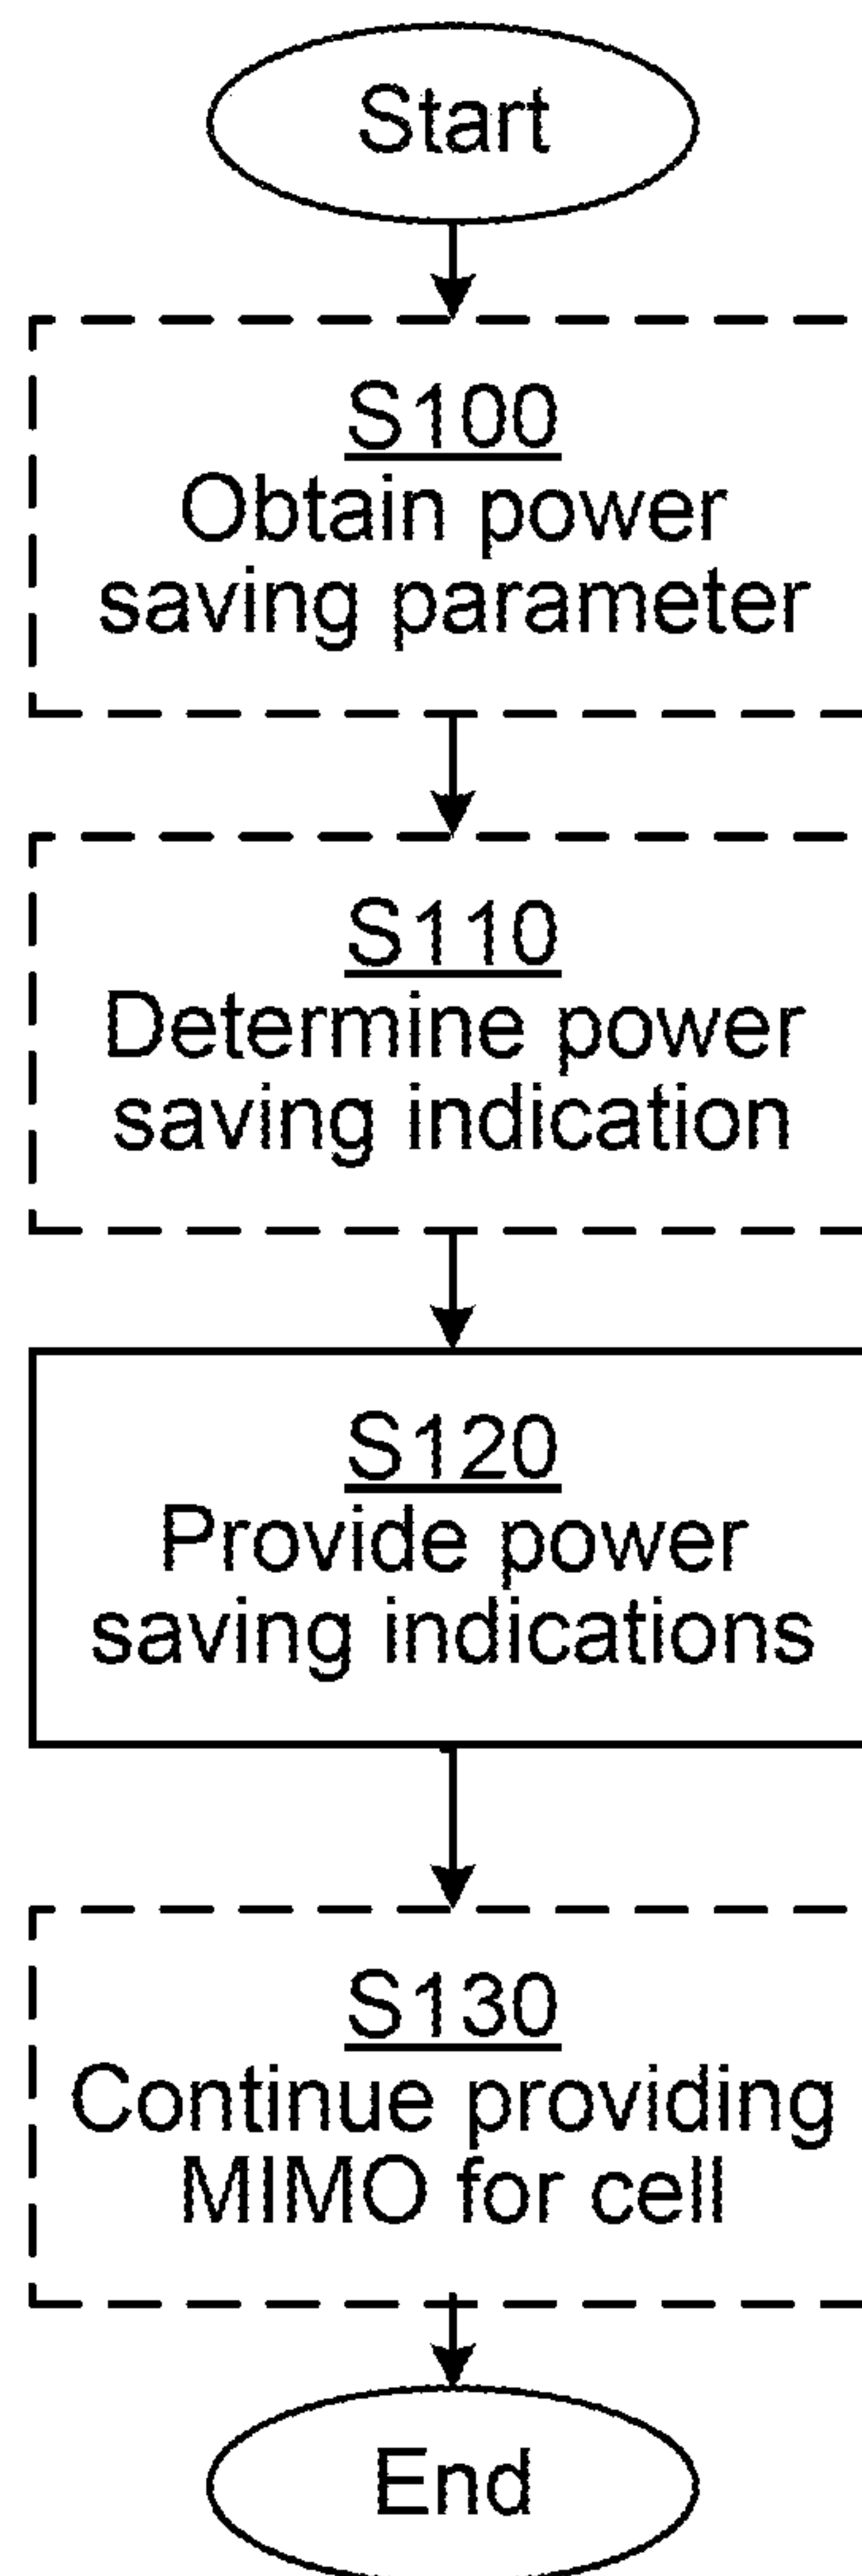 Start
S100
Obtain power
saving parameter
S110
Determine power
saving indication
S120
Provide power
saving indications
S130
Continue providing
MIMO for cell
End